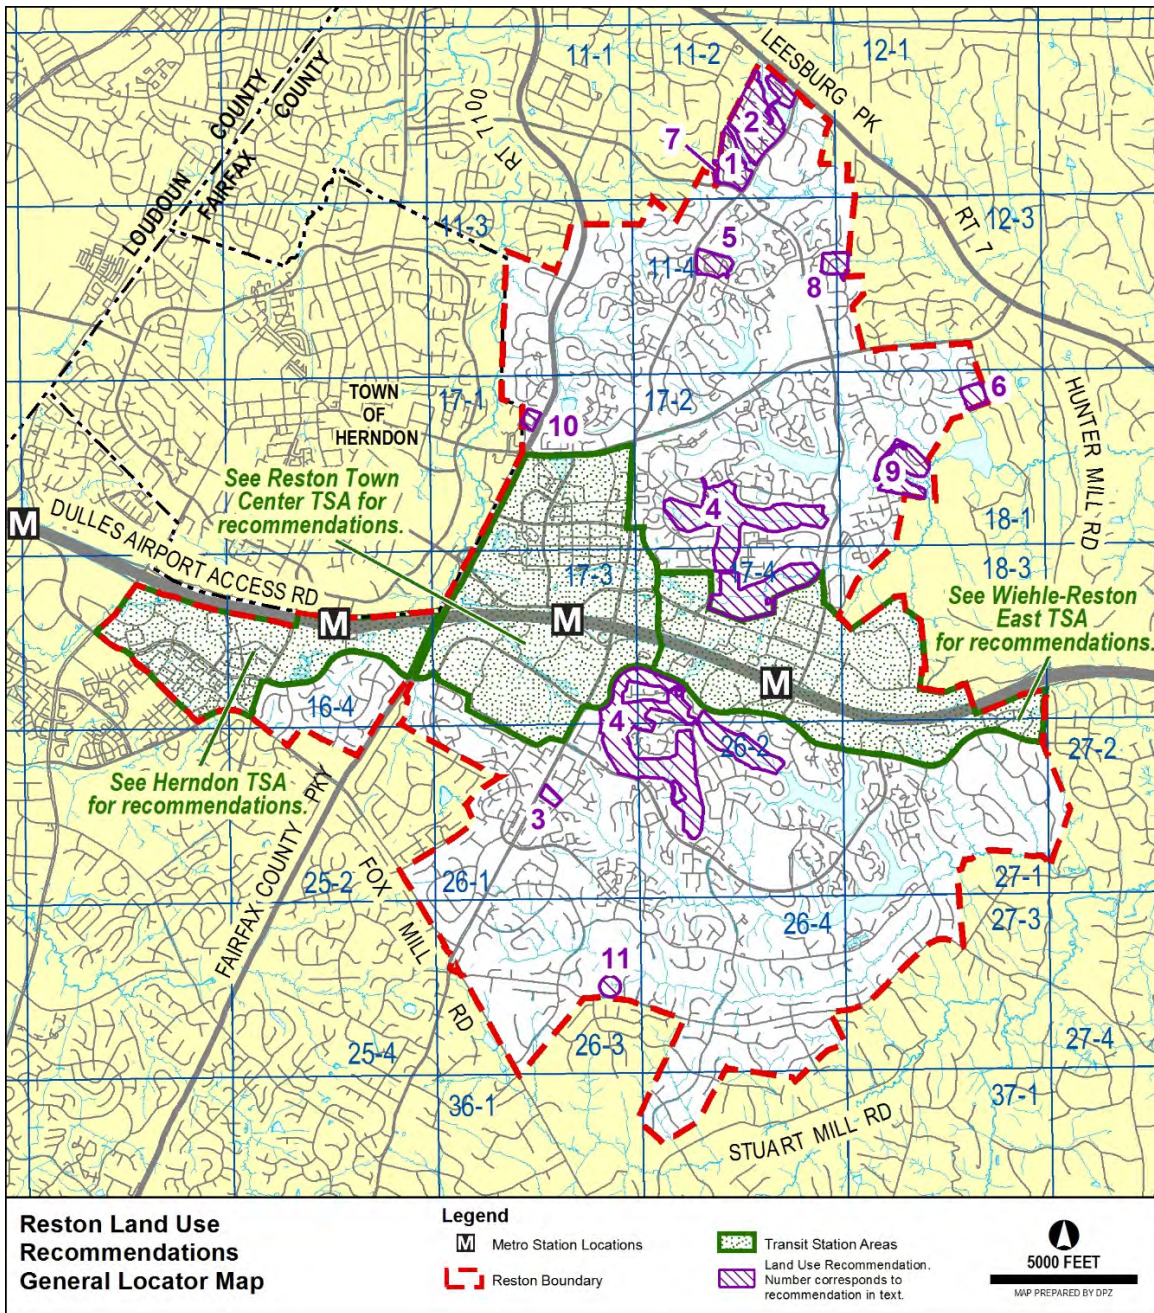 11-1
11-2
12-1
LEESBURG PK
LOUDOUN COUNTY
FAIRFAX COUNTY
RT 7100
2
7
1
11-3
5
12-3
RT 7
11-4
8
TOWN
OF
HERNDON
17-1
17-2
6
HUNTER MILL RD
10
9
See Reston Town
Center TSA for
recommendations.
4
18-1
M
DULLES AIRPORT ACCESS RD
17-3
17-4
18-3
See Wiehle-Reston
East TSA
for recommendations.
M
M
M
16-4
4
26-2
27-2
See Herndon TSA
for recommendations.
3
FAIRFAX COUNTY PKY
25-2
FOX MILL RD
26-1
27-1
26-4
27-3
11
25-4
26-3
27-4
36-1
37-1
STUART MILL RD
Reston Land Use
Recommendations
General Locator Map
Legend
M Metro Station Locations
Reston Boundary
Transit Station Areas
Land Use Recommendation.
Number corresponds to
recommendation in text.
5000 FEET
MAP PREPARED BY DPZ